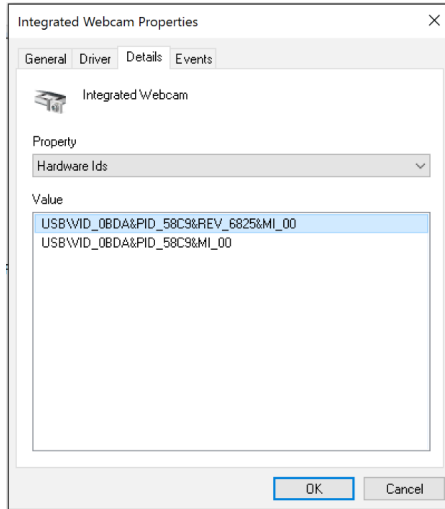 Integrated Webcam Properties
General Driver Details Events
Integrated Webcam
Property
Hardware Ids
Value
USB\VID_0BDA&PID_58C9&REV_6825&MI_00
USB\VID_0BDA&PID_58C9&MI_00
OK Cancel